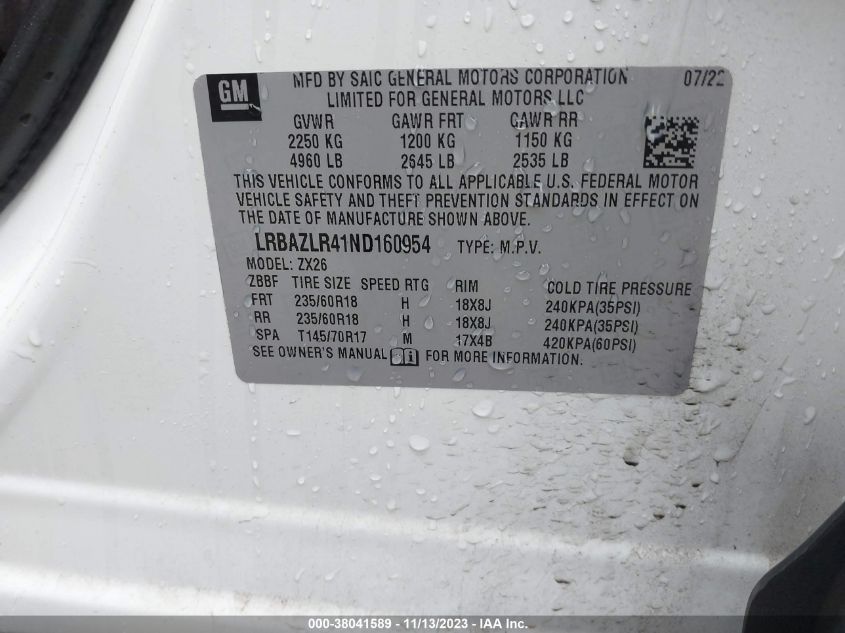 GM
MFD BY SAIC GENERAL MOTORS CORPORATION 07/22
LIMITED FOR GENERAL MOTORS LLC
GVWR GAWR FRT GAWR RR
2250 KG 1200 KG 1150 KG
4960 LB 2645 LB 2535 LB
THIS VEHICLE CONFORMS TO ALL APPLICABLE U.S. FEDERAL MOTOR
VEHICLE SAFETY AND THEFT PREVENTION STANDARDS IN EFFECT ON
THE DATE OF MANUFACTURE SHOWN ABOVE.
LRBAZLR41ND160954 TYPE: M.P.V.
MODEL: ZX26
ZBBF TIRE SIZE SPEED RTG RIM COLD TIRE PRESSURE
FRT 235/60R18 H 18X8J 240KPA(35PSI)
RR 235/60R18 H 18X8J 240KPA(35PSI)
SPA T145/70R17 M 17X4B 420KPA(60PSI)
SEE OWNER'S MANUAL FOR MORE INFORMATION.
000-38041589 - 11/13/2023 - IAA Inc.